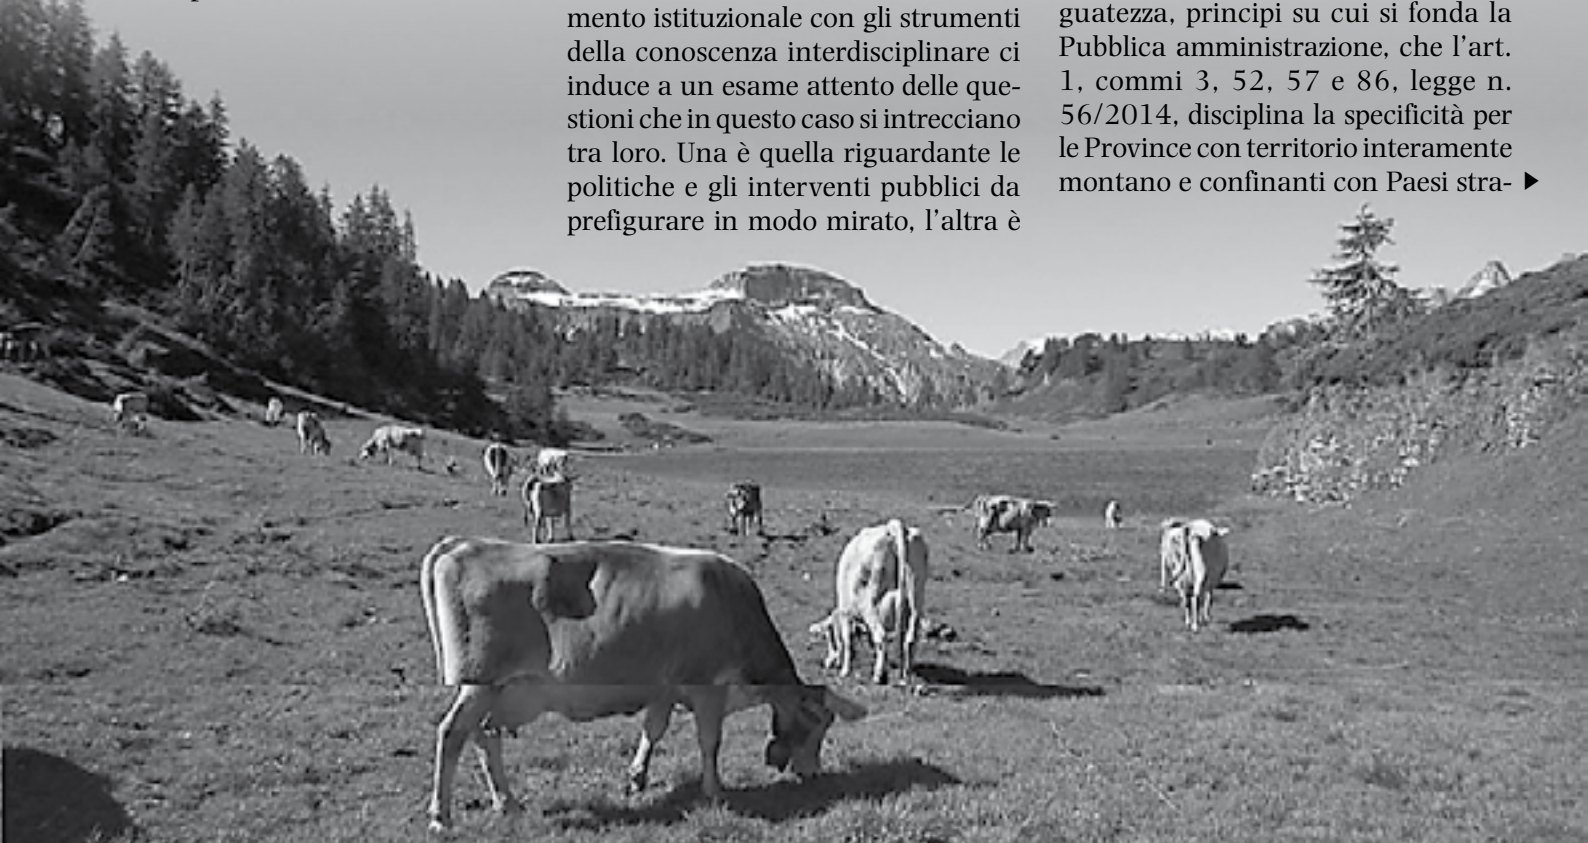 mento istituzionale con gli strumenti
della conoscenza interdisciplinare ci
induce a un esame attento delle que-
stioni che in questo caso si intrecciano
tra loro. Una è quella riguardante le
politiche e gli interventi pubblici da
prefigurare in modo mirato, l’altra è
guatezza, principi su cui si fonda la
Pubblica amministrazione, che l’art.
1, commi 3, 52, 57 e 86, legge n.
56/2014, disciplina la specificità per
le Province con territorio interamente
montano e confinanti con Paesi stra- ▶